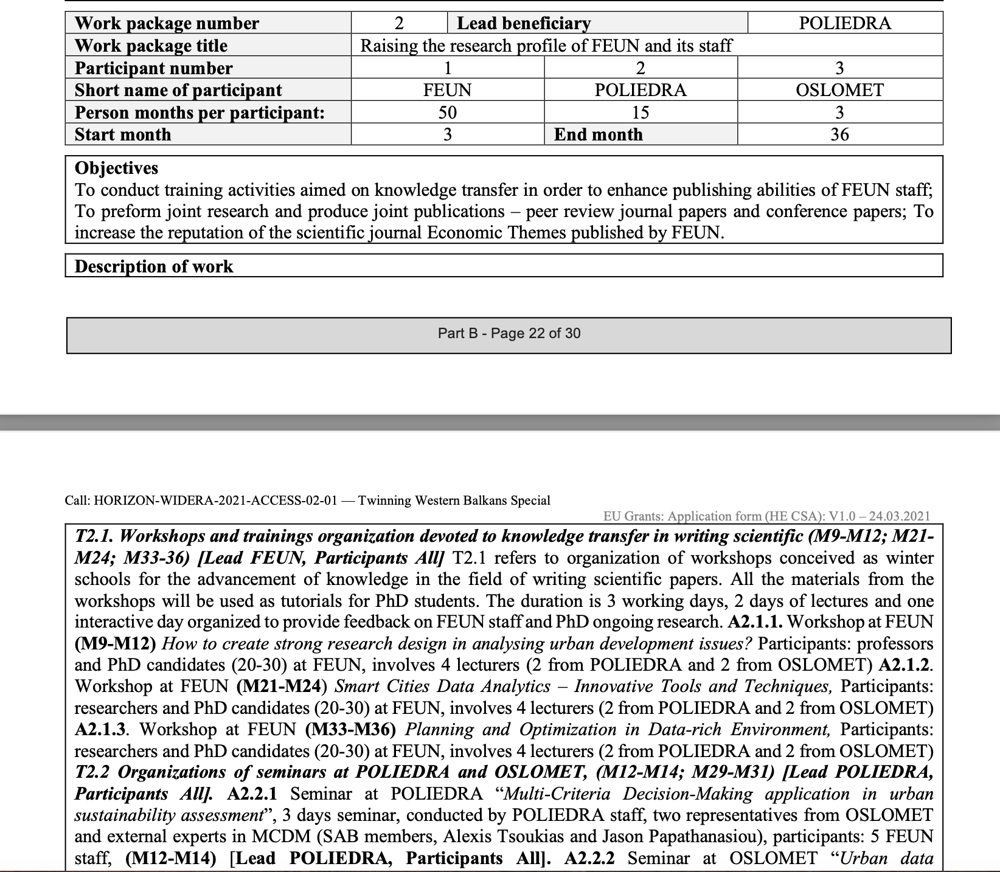 Work package number 2 Lead beneficiary POLIEDRA
Work package title Raising the research profile of FEUN and its staff
Participant number 1 2 3
Short name of participant FEUN POLIEDRA OSLOMET
Person months per participant: 50 15 3
Start month 3 End month 36
Objectives
To conduct training activities aimed on knowledge transfer in order to enhance publishing abilities of FEUN staff;
To preform joint research and produce joint publications – peer review journal papers and conference papers; To
increase the reputation of the scientific journal Economic Themes published by FEUN.
Description of work
Part B - Page 22 of 30
Call: HORIZON-WIDERA-2021-ACCESS-02-01 — Twinning Western Balkans Special
EU Grants: Application form (HE CSA): V1.0 – 24.03.2021
T2.1. Workshops and trainings organization devoted to knowledge transfer in writing scientific (M9-M12; M21-
M24; M33-36) [Lead FEUN, Participants All] T2.1 refers to organization of workshops conceived as winter
schools for the advancement of knowledge in the field of writing scientific papers. All the materials from the
workshops will be used as tutorials for PhD students. The duration is 3 working days, 2 days of lectures and one
interactive day organized to provide feedback on FEUN staff and PhD ongoing research. A2.1.1. Workshop at FEUN
(M9-M12) How to create strong research design in analysing urban development issues? Participants: professors
and PhD candidates (20-30) at FEUN, involves 4 lecturers (2 from POLIEDRA and 2 from OSLOMET) A2.1.2.
Workshop at FEUN (M21-M24) Smart Cities Data Analytics – Innovative Tools and Techniques, Participants:
researchers and PhD candidates (20-30) at FEUN, involves 4 lecturers (2 from POLIEDRA and 2 from OSLOMET)
A2.1.3. Workshop at FEUN (M33-M36) Planning and Optimization in Data-rich Environment, Participants:
researchers and PhD candidates (20-30) at FEUN, involves 4 lecturers (2 from POLIEDRA and 2 from OSLOMET)
T2.2 Organizations of seminars at POLIEDRA and OSLOMET, (M12-M14; M29-M31) [Lead POLIEDRA,
Participants All]. A2.2.1 Seminar at POLIEDRA “Multi-Criteria Decision-Making application in urban
sustainability assessment”, 3 days seminar, conducted by POLIEDRA staff, two representatives from OSLOMET
and external experts in MCDM (SAB members, Alexis Tsoukias and Jason Papathanasiou), participants: 5 FEUN
staff, (M12-M14) [Lead POLIEDRA, Participants All]. A2.2.2 Seminar at OSLOMET “Urban data